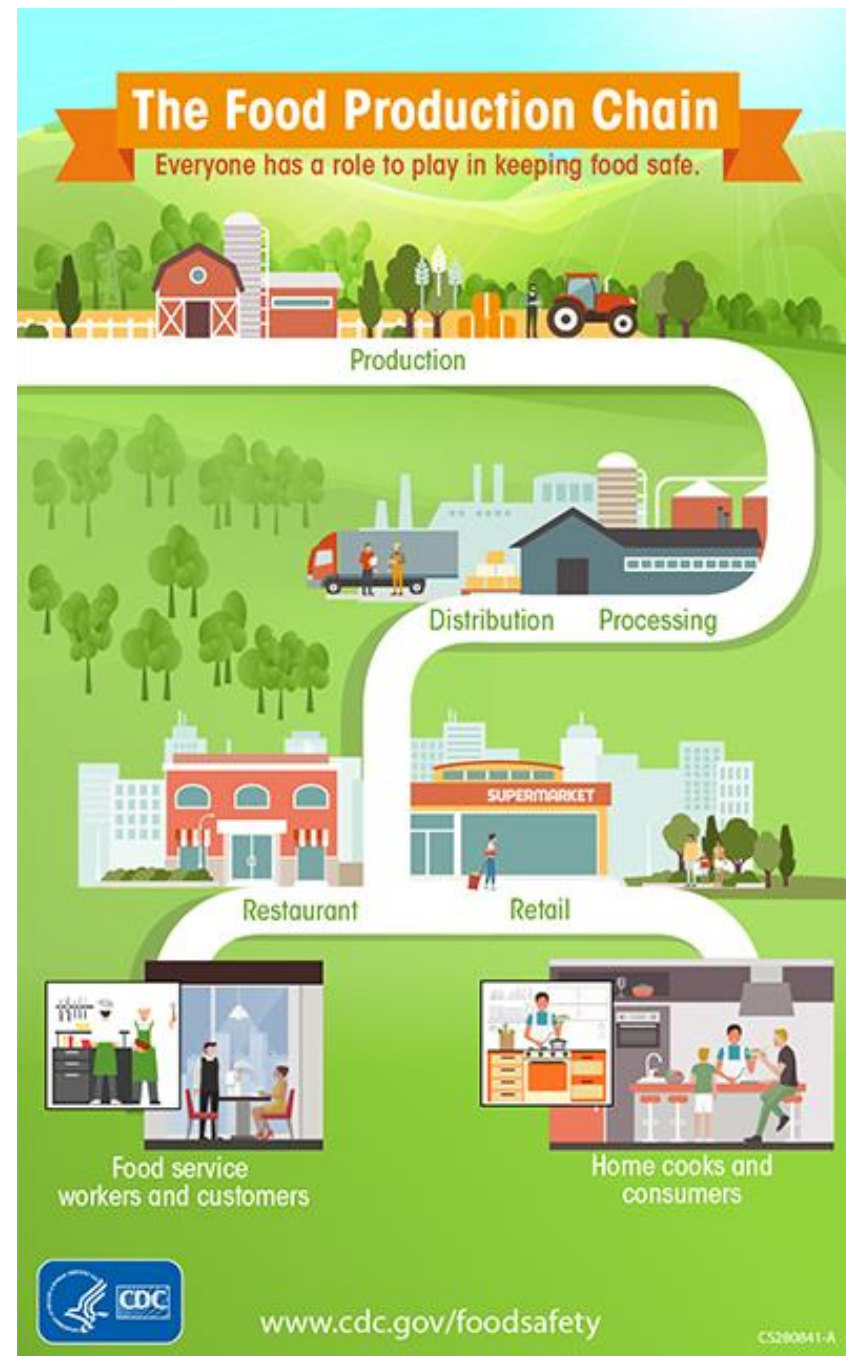 The Food Production Chain
Everyone has a role to play in keeping food safe.
Production
Distribution
Processing
SUPERMARKET
Restaurant
Retail
Food service
workers and customers
Home cooks and
consumers
CDC
www.cdc.gov/foodsafety
CS280841-A